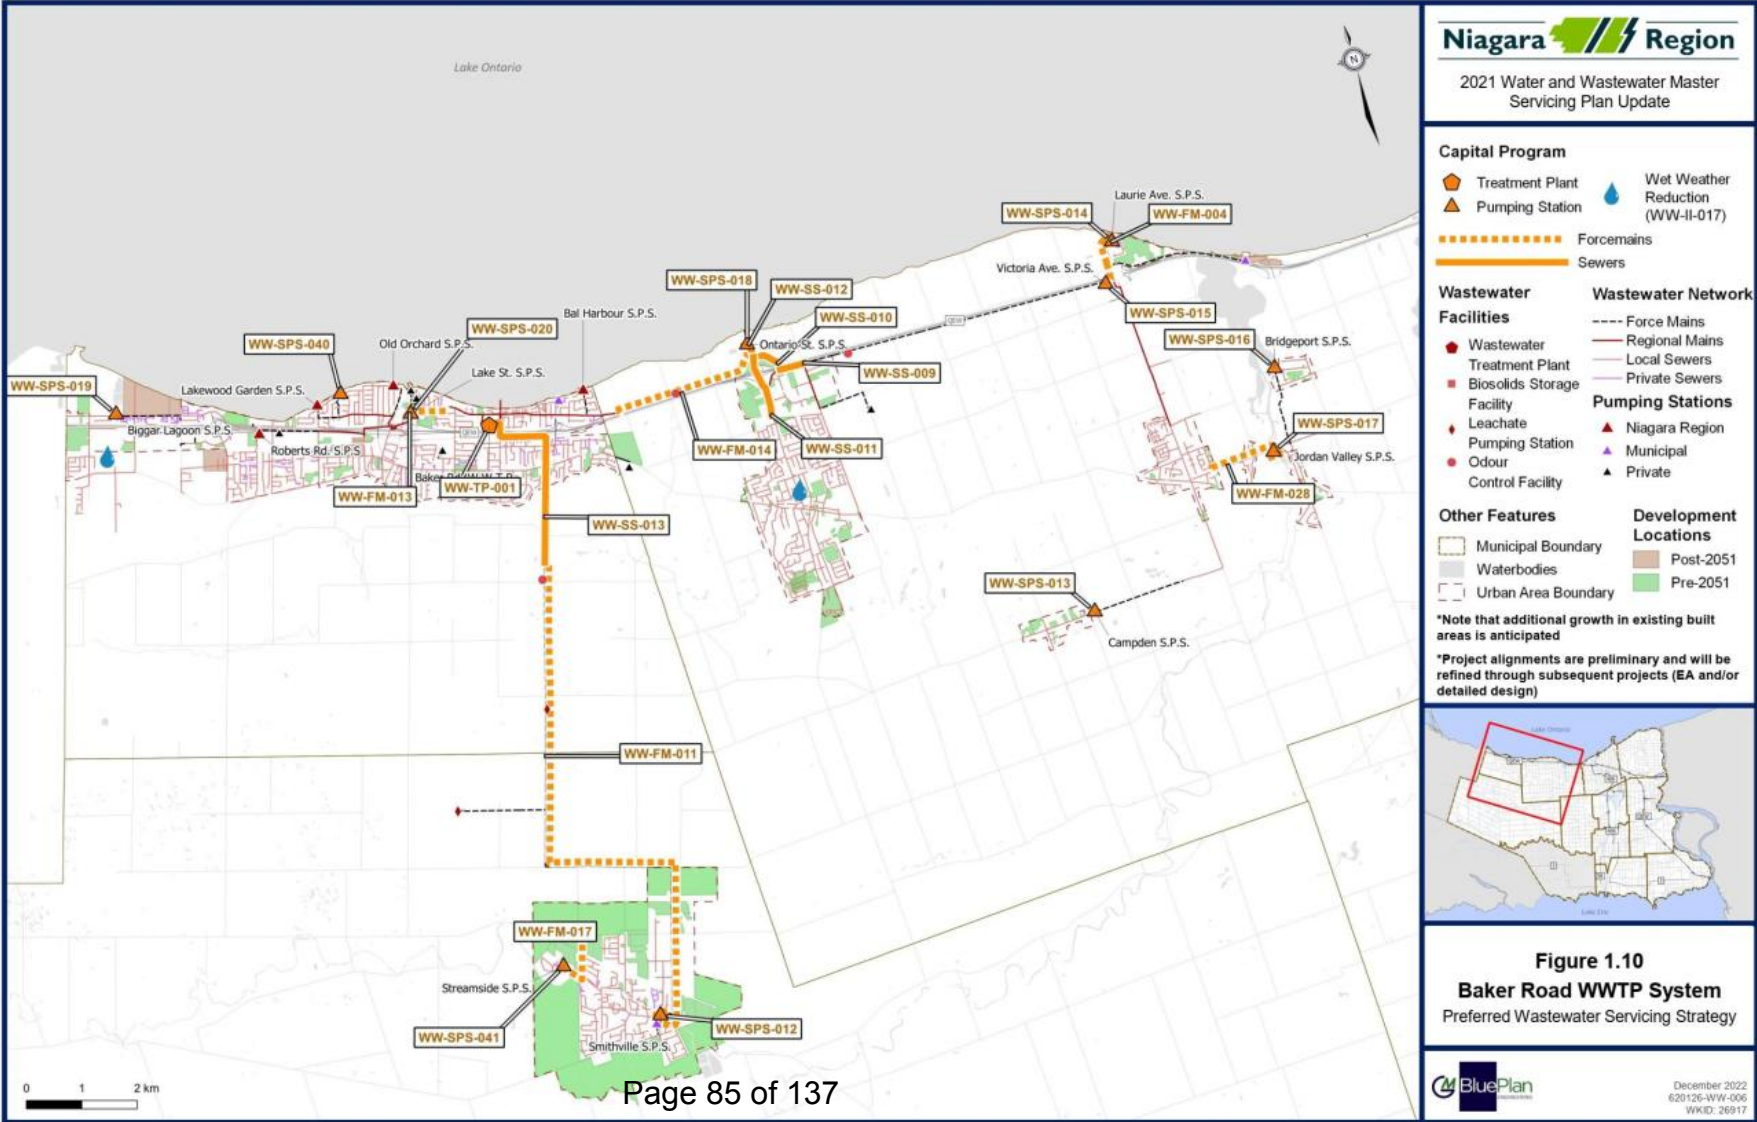 Lake Ontario
N
Laurie Ave. S.P.S.
WW-SPS-014
WW-FM-004
Victoria Ave. S.P.S.
WW-SPS-018
WW-SS-012
WW-SPS-015
Bal Harbour S.P.S.
WW-SS-010
WW-SPS-020
QEW
WW-SPS-016
Bridgeport S.P.S.
WW-SPS-040
Old Orchard S.P.S.
Ontario St. S.P.S.
Lake St. S.P.S.
WW-SS-009
WW-SPS-019
Lakewood Garden S.P.S.
WW-SPS-017
Biggar Lagoon S.P.S.
Roberts Rd. S.P.S
WW-FM-014
WW-SS-011
Jordan Valley S.P.S.
WW-FM-013
WW-TP-001
WW-FM-028
WW-SS-013
WW-SPS-013
Campden S.P.S.
WW-FM-011
WW-FM-017
Streamside S.P.S.
WW-SPS-041
WW-SPS-012
Smithville S.P.S.
0 1 2 km
Page 85 of 137
Niagara Region
2021 Water and Wastewater Master
Servicing Plan Update
Capital Program
Treatment Plant
Pumping Station
Wet Weather
Reduction
(WW-II-017)
Forcemains
Sewers
Wastewater
Facilities
Wastewater
Treatment Plant
Biosolids Storage
Facility
Leachate
Pumping Station
Odour
Control Facility
Wastewater Network
Force Mains
Regional Mains
Local Sewers
Private Sewers
Pumping Stations
Niagara Region
Municipal
Private
Other Features
Municipal Boundary
Waterbodies
Urban Area Boundary
Development
Locations
Post-2051
Pre-2051
*Note that additional growth in existing built
areas is anticipated
*Project alignments are preliminary and will be
refined through subsequent projects (EA and/or
detailed design)
Lake Ontario
Lake Erie
Figure 1.10
Baker Road WWTP System
Preferred Wastewater Servicing Strategy
GM BluePlan
ENGINEERING
December 2022
620126-WW-006
WKID: 26917